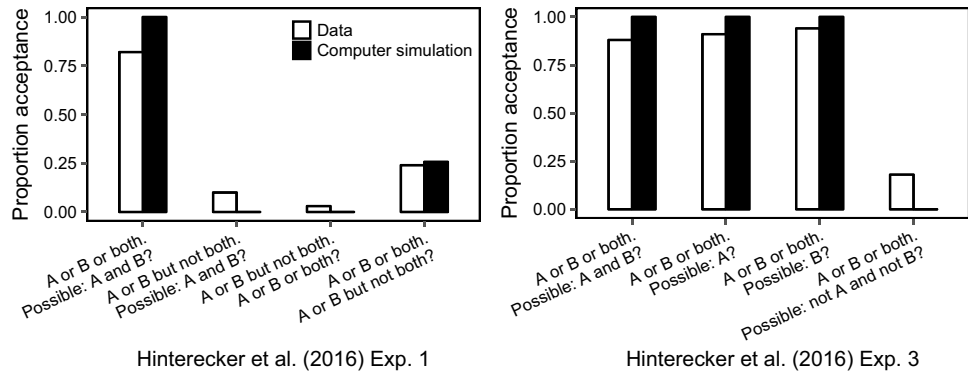 Proportion acceptance
1.00
0.75
0.50
0.25
0.00
Data
Computer simulation
A or B or both.
Possible: A and B?
A or B but not both.
Possible: A and B?
A or B but not both.
A or B or both?
A or B or both.
A or B but not both?
Hinterecker et al. (2016) Exp. 1
Proportion acceptance
1.00
0.75
0.50
0.25
0.00
A or B or both.
Possible: A and B?
A or B or both.
Possible: A?
A or B or both.
Possible: B?
A or B or both.
Possible: not A and not B?
Hinterecker et al. (2016) Exp. 3